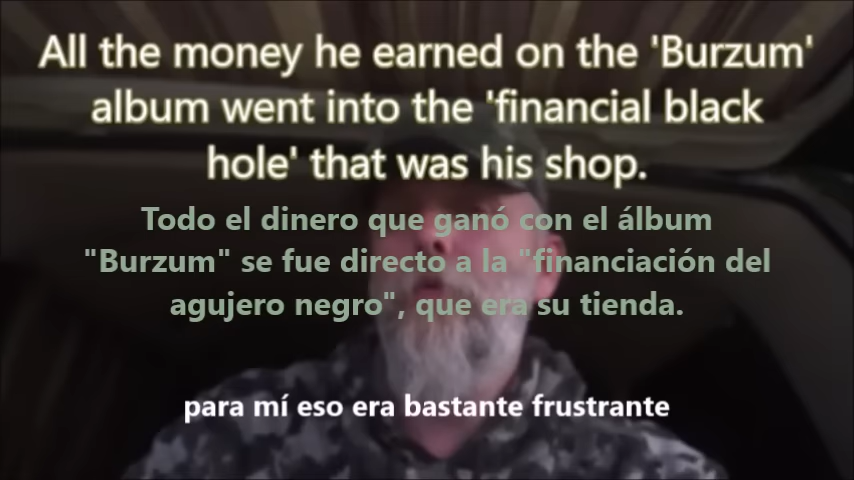 All the money he earned on the 'Burzum'
album went into the 'financial black
hole' that was his shop.
Todo el dinero que ganó con el álbum
"Burzum" se fue directo a la "financiación del
agujero negro", que era su tienda.
para mí eso era bastante frustrante